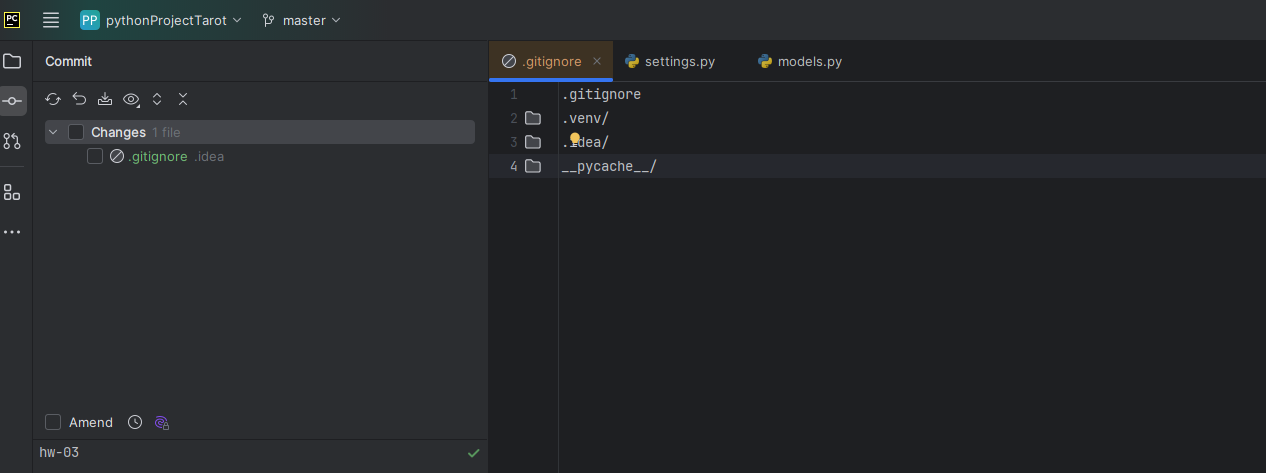 PC PP pythonProjectTarot master
Commit
.gitignore settings.py models.py
Changes 1 file
.gitignore .idea
1 .gitignore
2 .venv/
3 .idea/
4 __pycache__/
Amend
hw-03